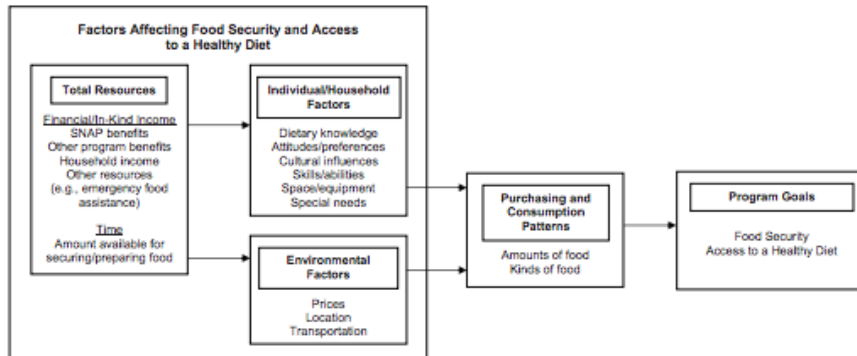 Factors Affecting Food Security and Access
to a Healthy Diet
Total Resources
Financial/In-Kind Income
SNAP benefits
Other program benefits
Household income
Other resources
(e.g., emergency food
assistance)
Time
Amount available for
securing/preparing food
Individual/Household
Factors
Dietary knowledge
Attitudes/preferences
Cultural influences
Skills/abilities
Space/equipment
Special needs
Environmental
Factors
Prices
Location
Transportation
Purchasing and
Consumption
Patterns
Amounts of food
Kinds of food
Program Goals
Food Security
Access to a Healthy Diet